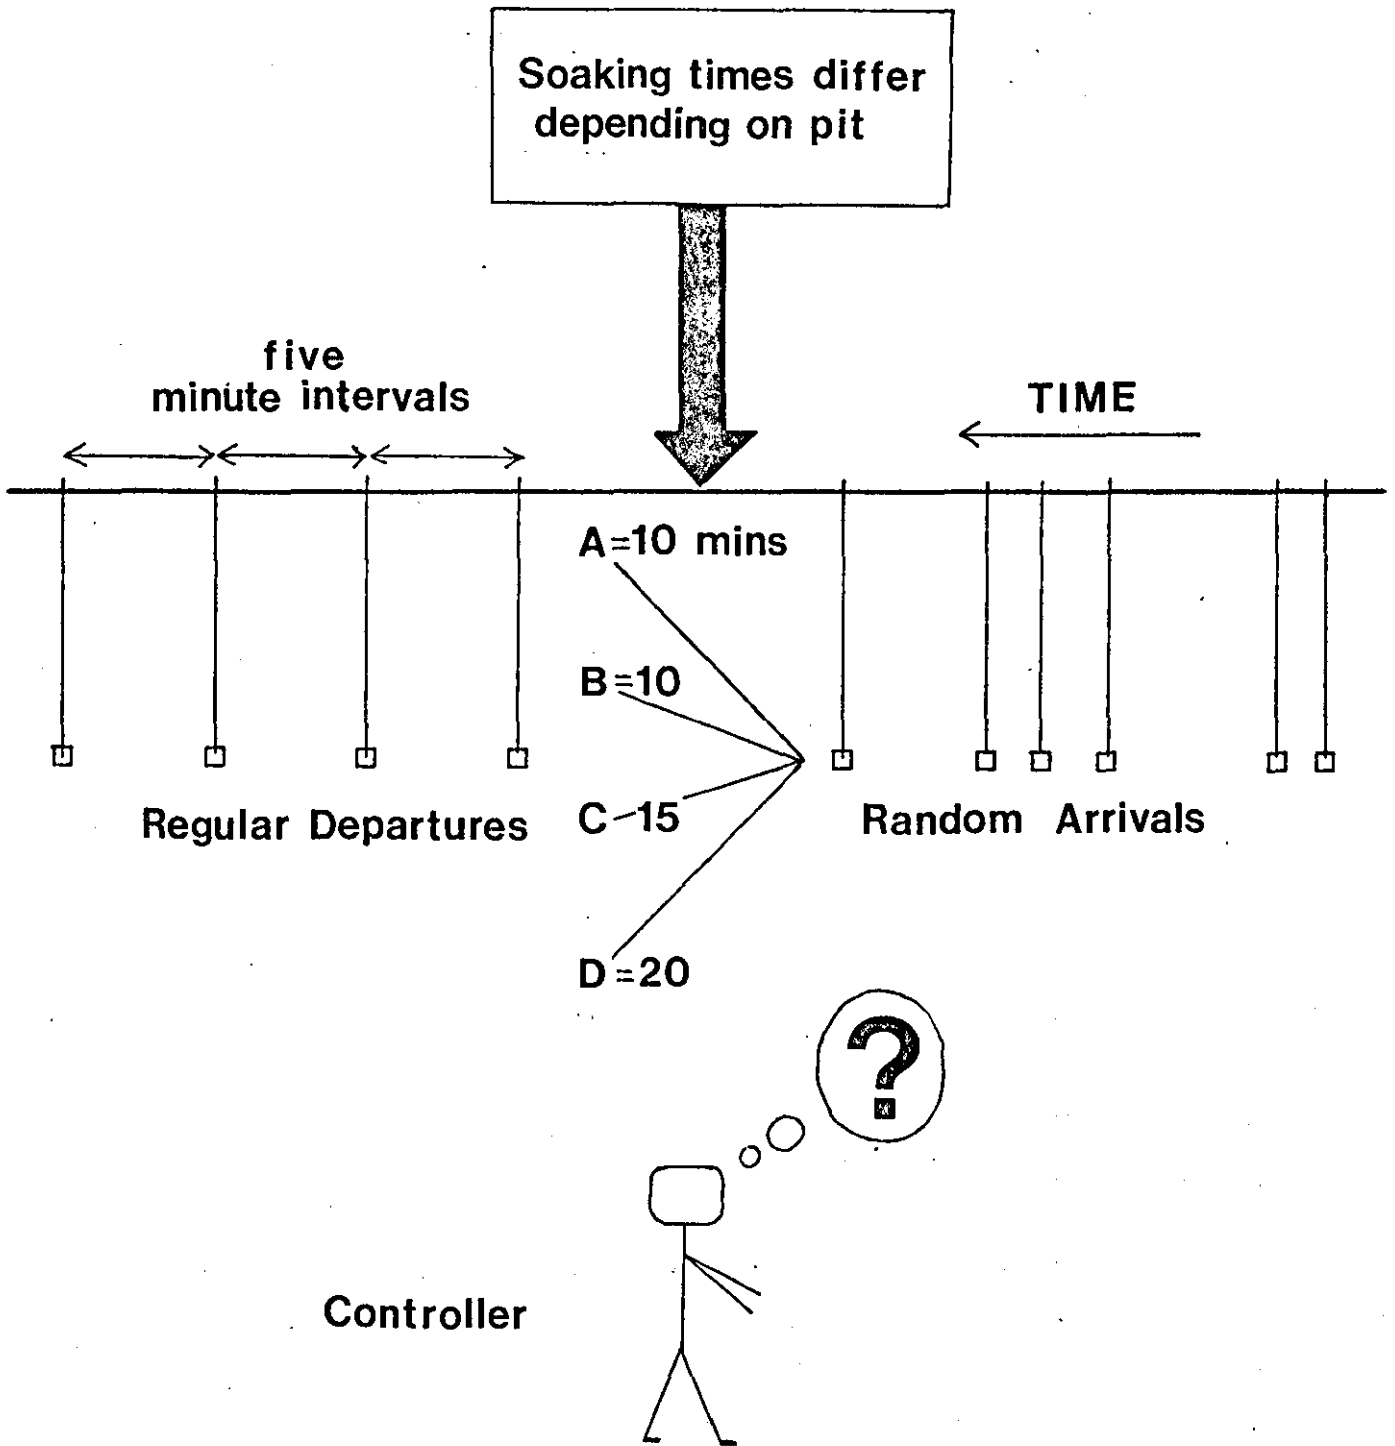 Soaking times differ
depending on pit
five
minute intervals
TIME
A=10 mins
B=10
C-15
D=20
Regular Departures
Random Arrivals
?
Controller